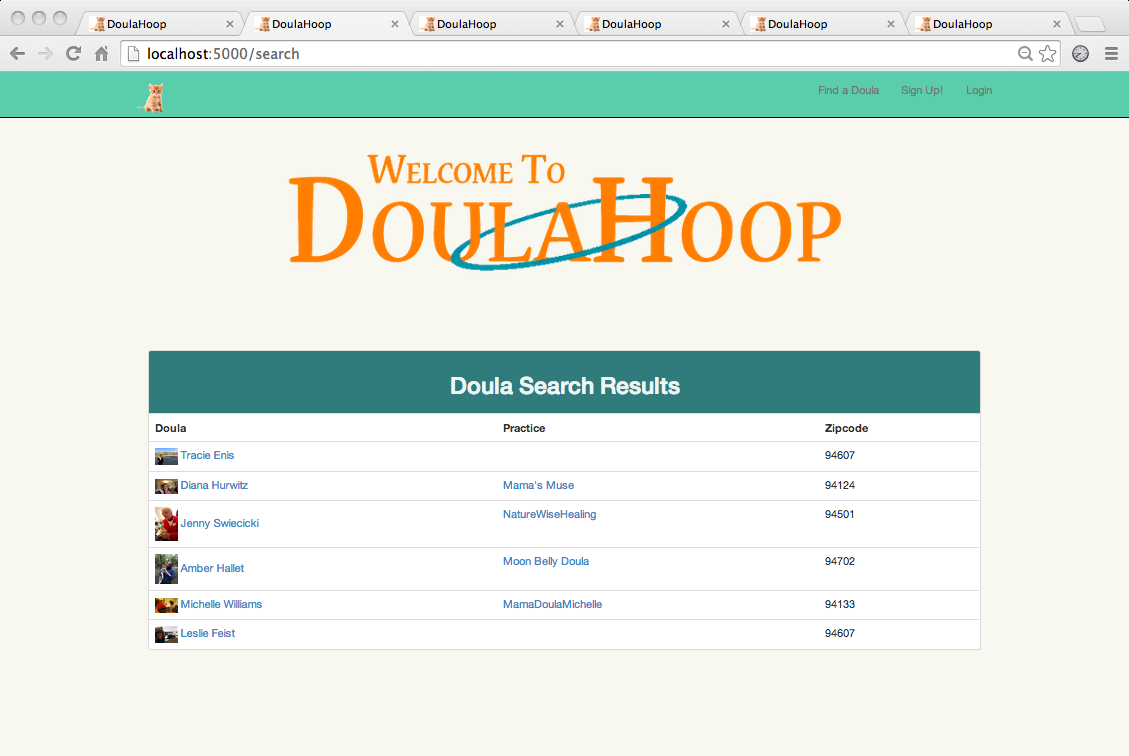 DoulaHoop DoulaHoop DoulaHoop DoulaHoop DoulaHoop DoulaHoop
localhost:5000/search
Find a Doula Sign Up! Login
WELCOME TO
DOULAHOOP
Doula Search Results
Doula Practice Zipcode
Tracie Enis 94607
Diana Hurwitz Mama's Muse 94124
Jenny Swiecicki NatureWiseHealing 94501
Amber Hallet Moon Belly Doula 94702
Michelle Williams MamaDoulaMichelle 94133
Leslie Feist 94607